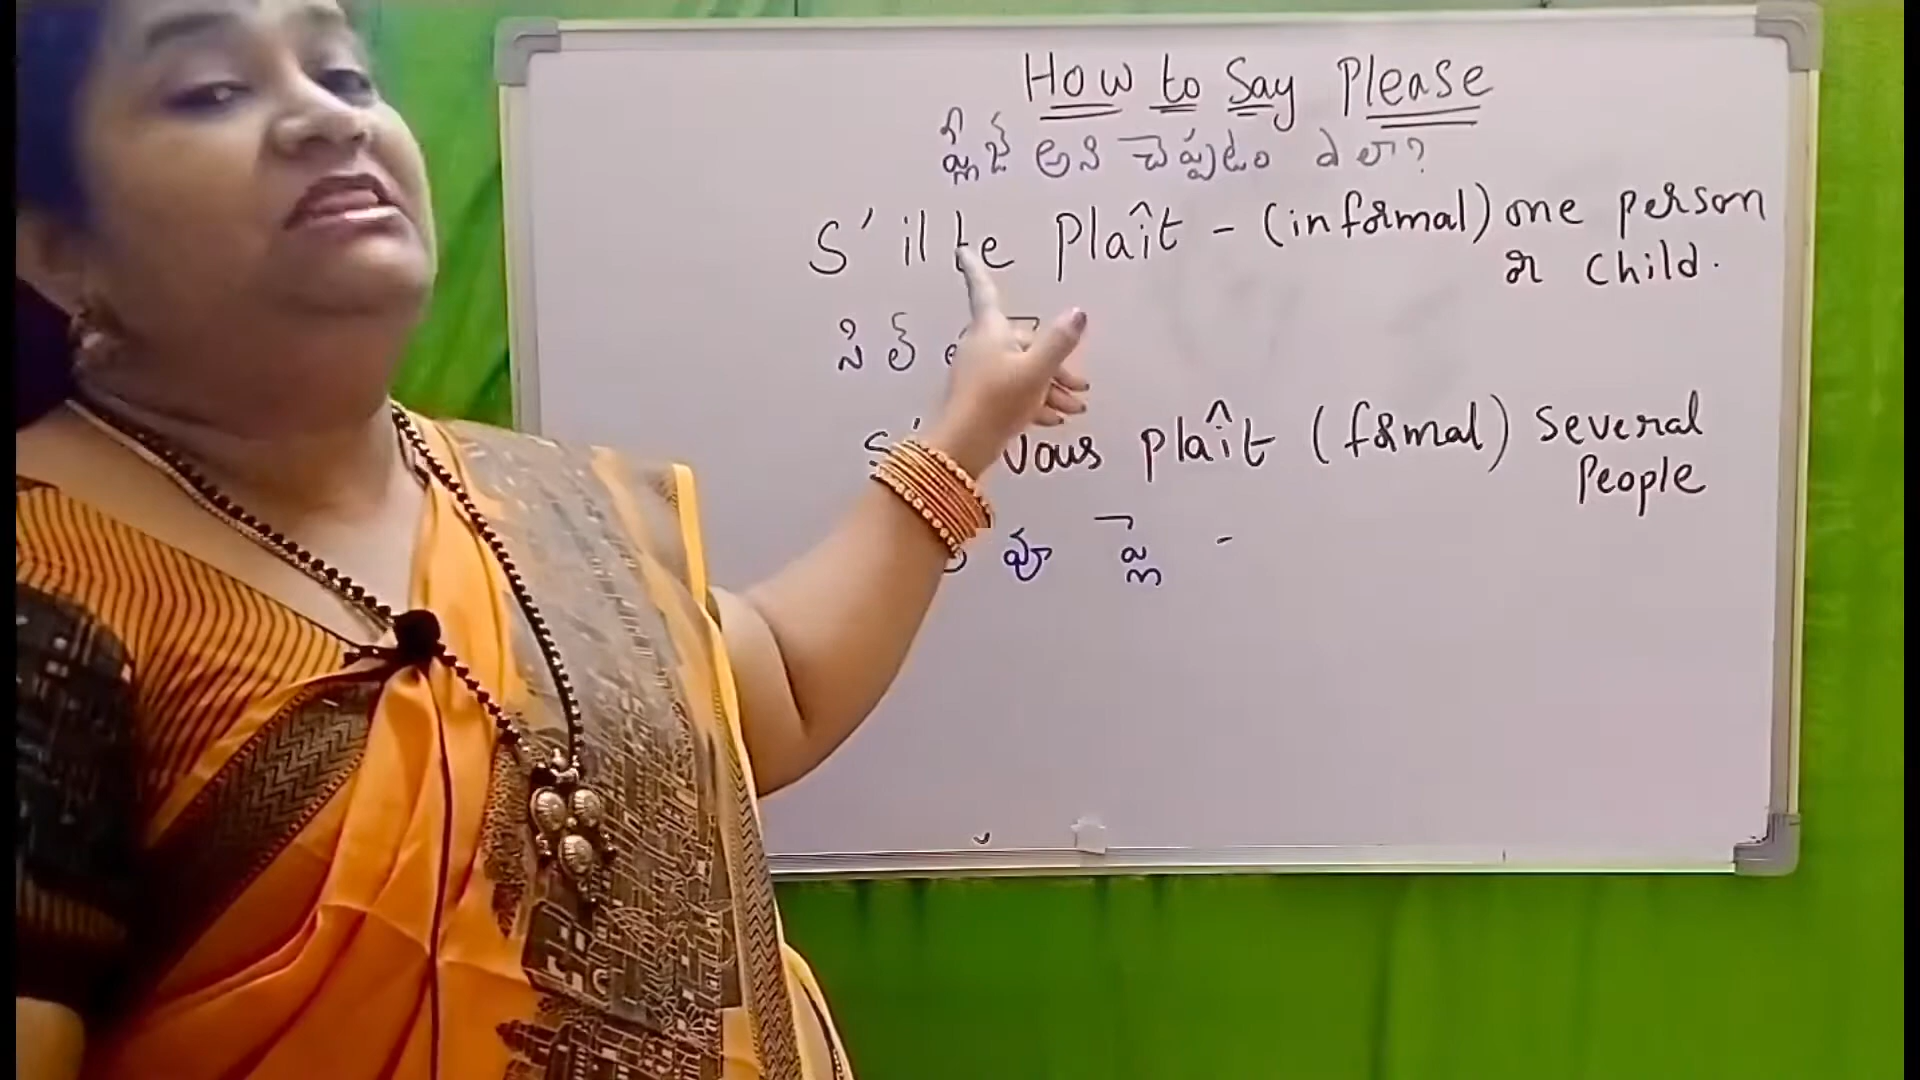 How to Say Please
ప్లీజ్ అని చెప్పడం ఎలా?
S'il te plaît - (informal) one person
or child.
సి ల్
vous plaît (formal) several
People
వూ ప్లె -